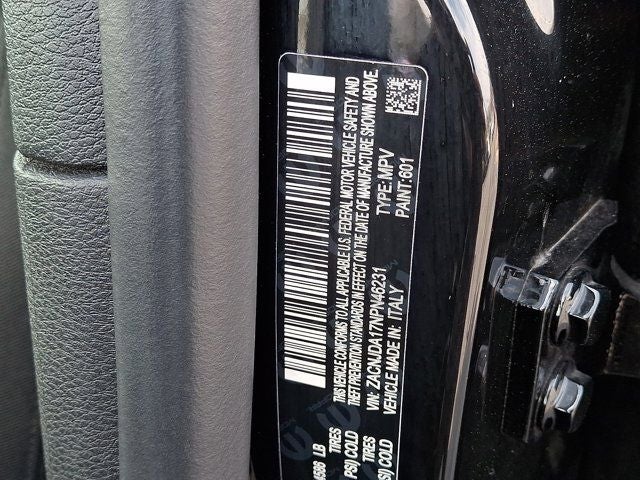 6986 LB
TIRES
PSI) COLD
TIRES
SI) COLD
THIS VEHICLE CONFORMS TO ALL APPLICABLE U.S. FEDERAL MOTOR VEHICLE SAFETY AND
THEFT PREVENTION STANDARDS IN EFFECT ON THE DATE OF MANUFACTURE SHOWN ABOVE.
VIN: ZACNJDA17NPN46231 TYPE: MPV
VEHICLE MADE IN: ITALY PAINT: 601